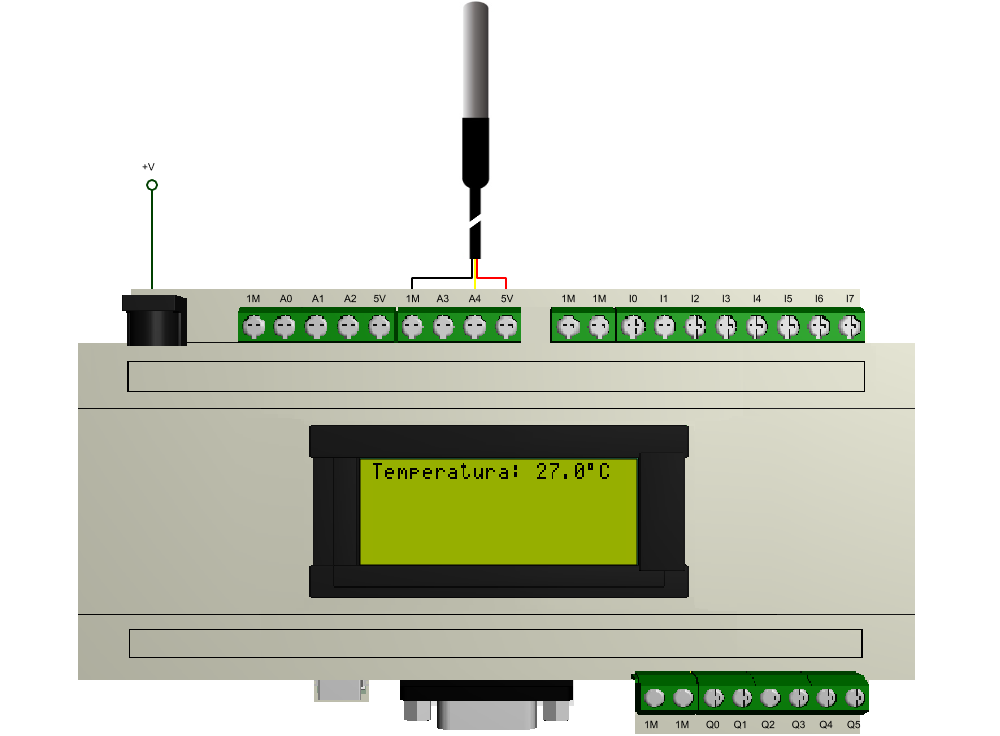 +V
1M A0 A1 A2 5V 1M A3 A4 5V 1M 1M I0 I1 I2 I3 I4 I5 I6 I7
Temperatura: 27.0°C
1M 1M Q0 Q1 Q2 Q3 Q4 Q5